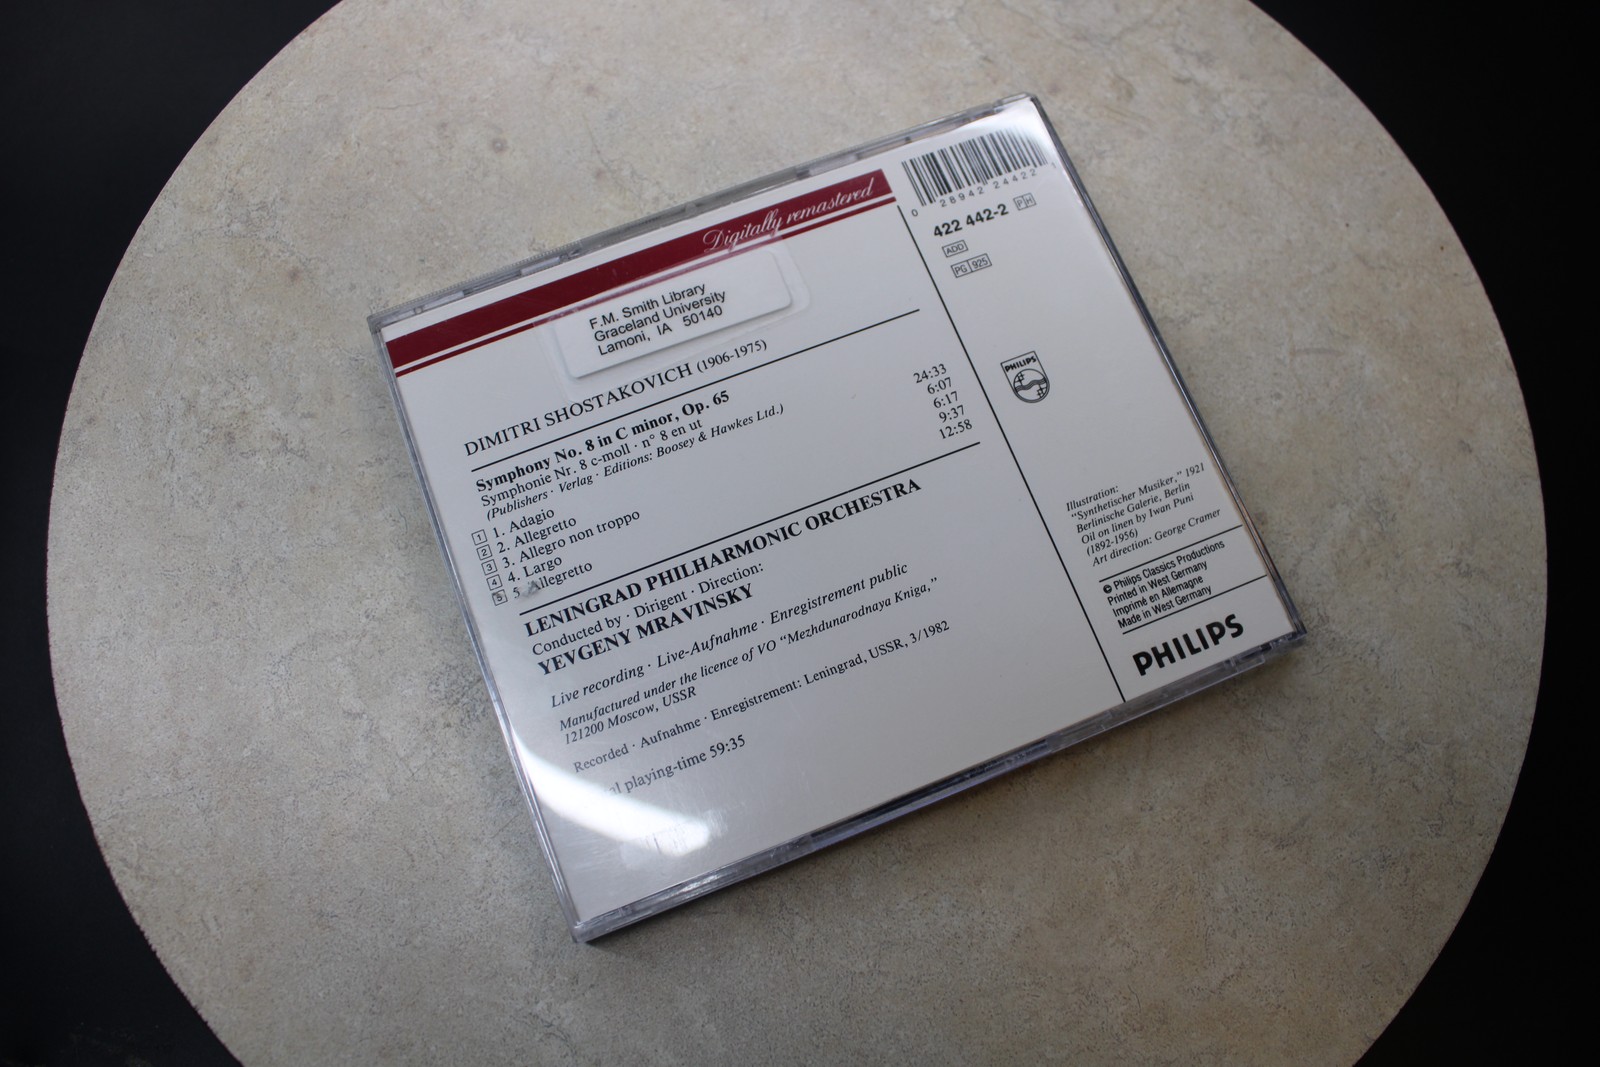 Digitally remastered
F.M. Smith Library
Graceland University
Lamoni, IA 50140
DIMITRI SHOSTAKOVICH (1906-1975)
Symphony No. 8 in C minor, Op. 65
Symphonie Nr. 8 c-moll · n° 8 en ut
(Publishers · Verlag · Editions: Boosey & Hawkes Ltd.)
1 1. Adagio 24:33
2 2. Allegretto 6:07
3 3. Allegro non troppo 6:17
4 4. Largo 9:37
5 5. Allegretto 12:58
LENINGRAD PHILHARMONIC ORCHESTRA
Conducted by · Dirigent · Direction:
YEVGENY MRAVINSKY
Live recording · Live-Aufnahme · Enregistrement public
Manufactured under the licence of VO "Mezhdunarodnaya Kniga,"
121200 Moscow, USSR
Recorded · Aufnahme · Enregistrement: Leningrad, USSR, 3/1982
playing-time 59:35
0 28942 24422
422 442-2 PH
ADD
PG 925
PHILIPS
Illustration:
"Synthetischer Musiker," 1921
Berlinische Galerie, Berlin
Oil on linen by Iwan Puni
(1892-1956)
Art direction: George Cramer
© Philips Classics Productions
Printed in West Germany
Imprimé en Allemagne
Made in West Germany
PHILIPS